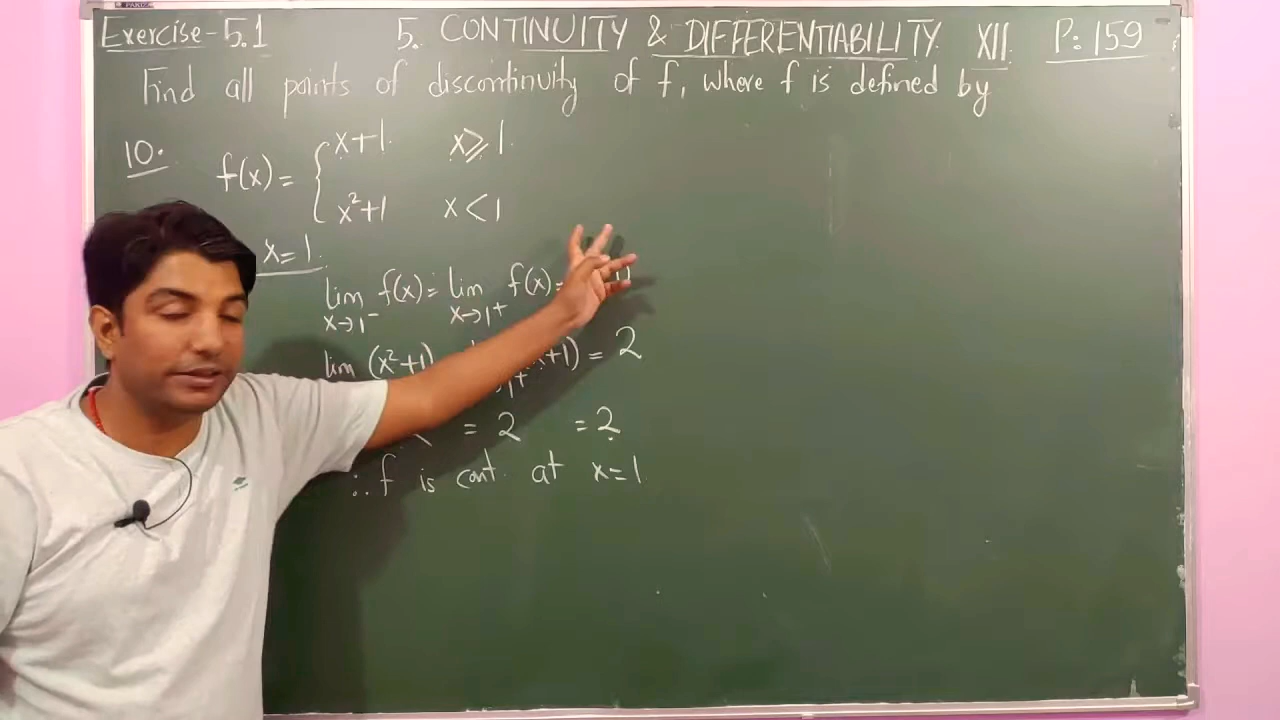 Exercise-5.1 5. CONTINUITY & DIFFERENTIABILITY XII P: 159
Find all points of discontinuity of f, where f is defined by
10. f(x) = { x+1 x ≥ 1
x²+1 x < 1
x=1
lim x→1⁻ f(x) = lim x→1⁺ f(x) =
lim (x²+1) x+1) = 2
= 2 = 2
∴ f is cont. at x=1